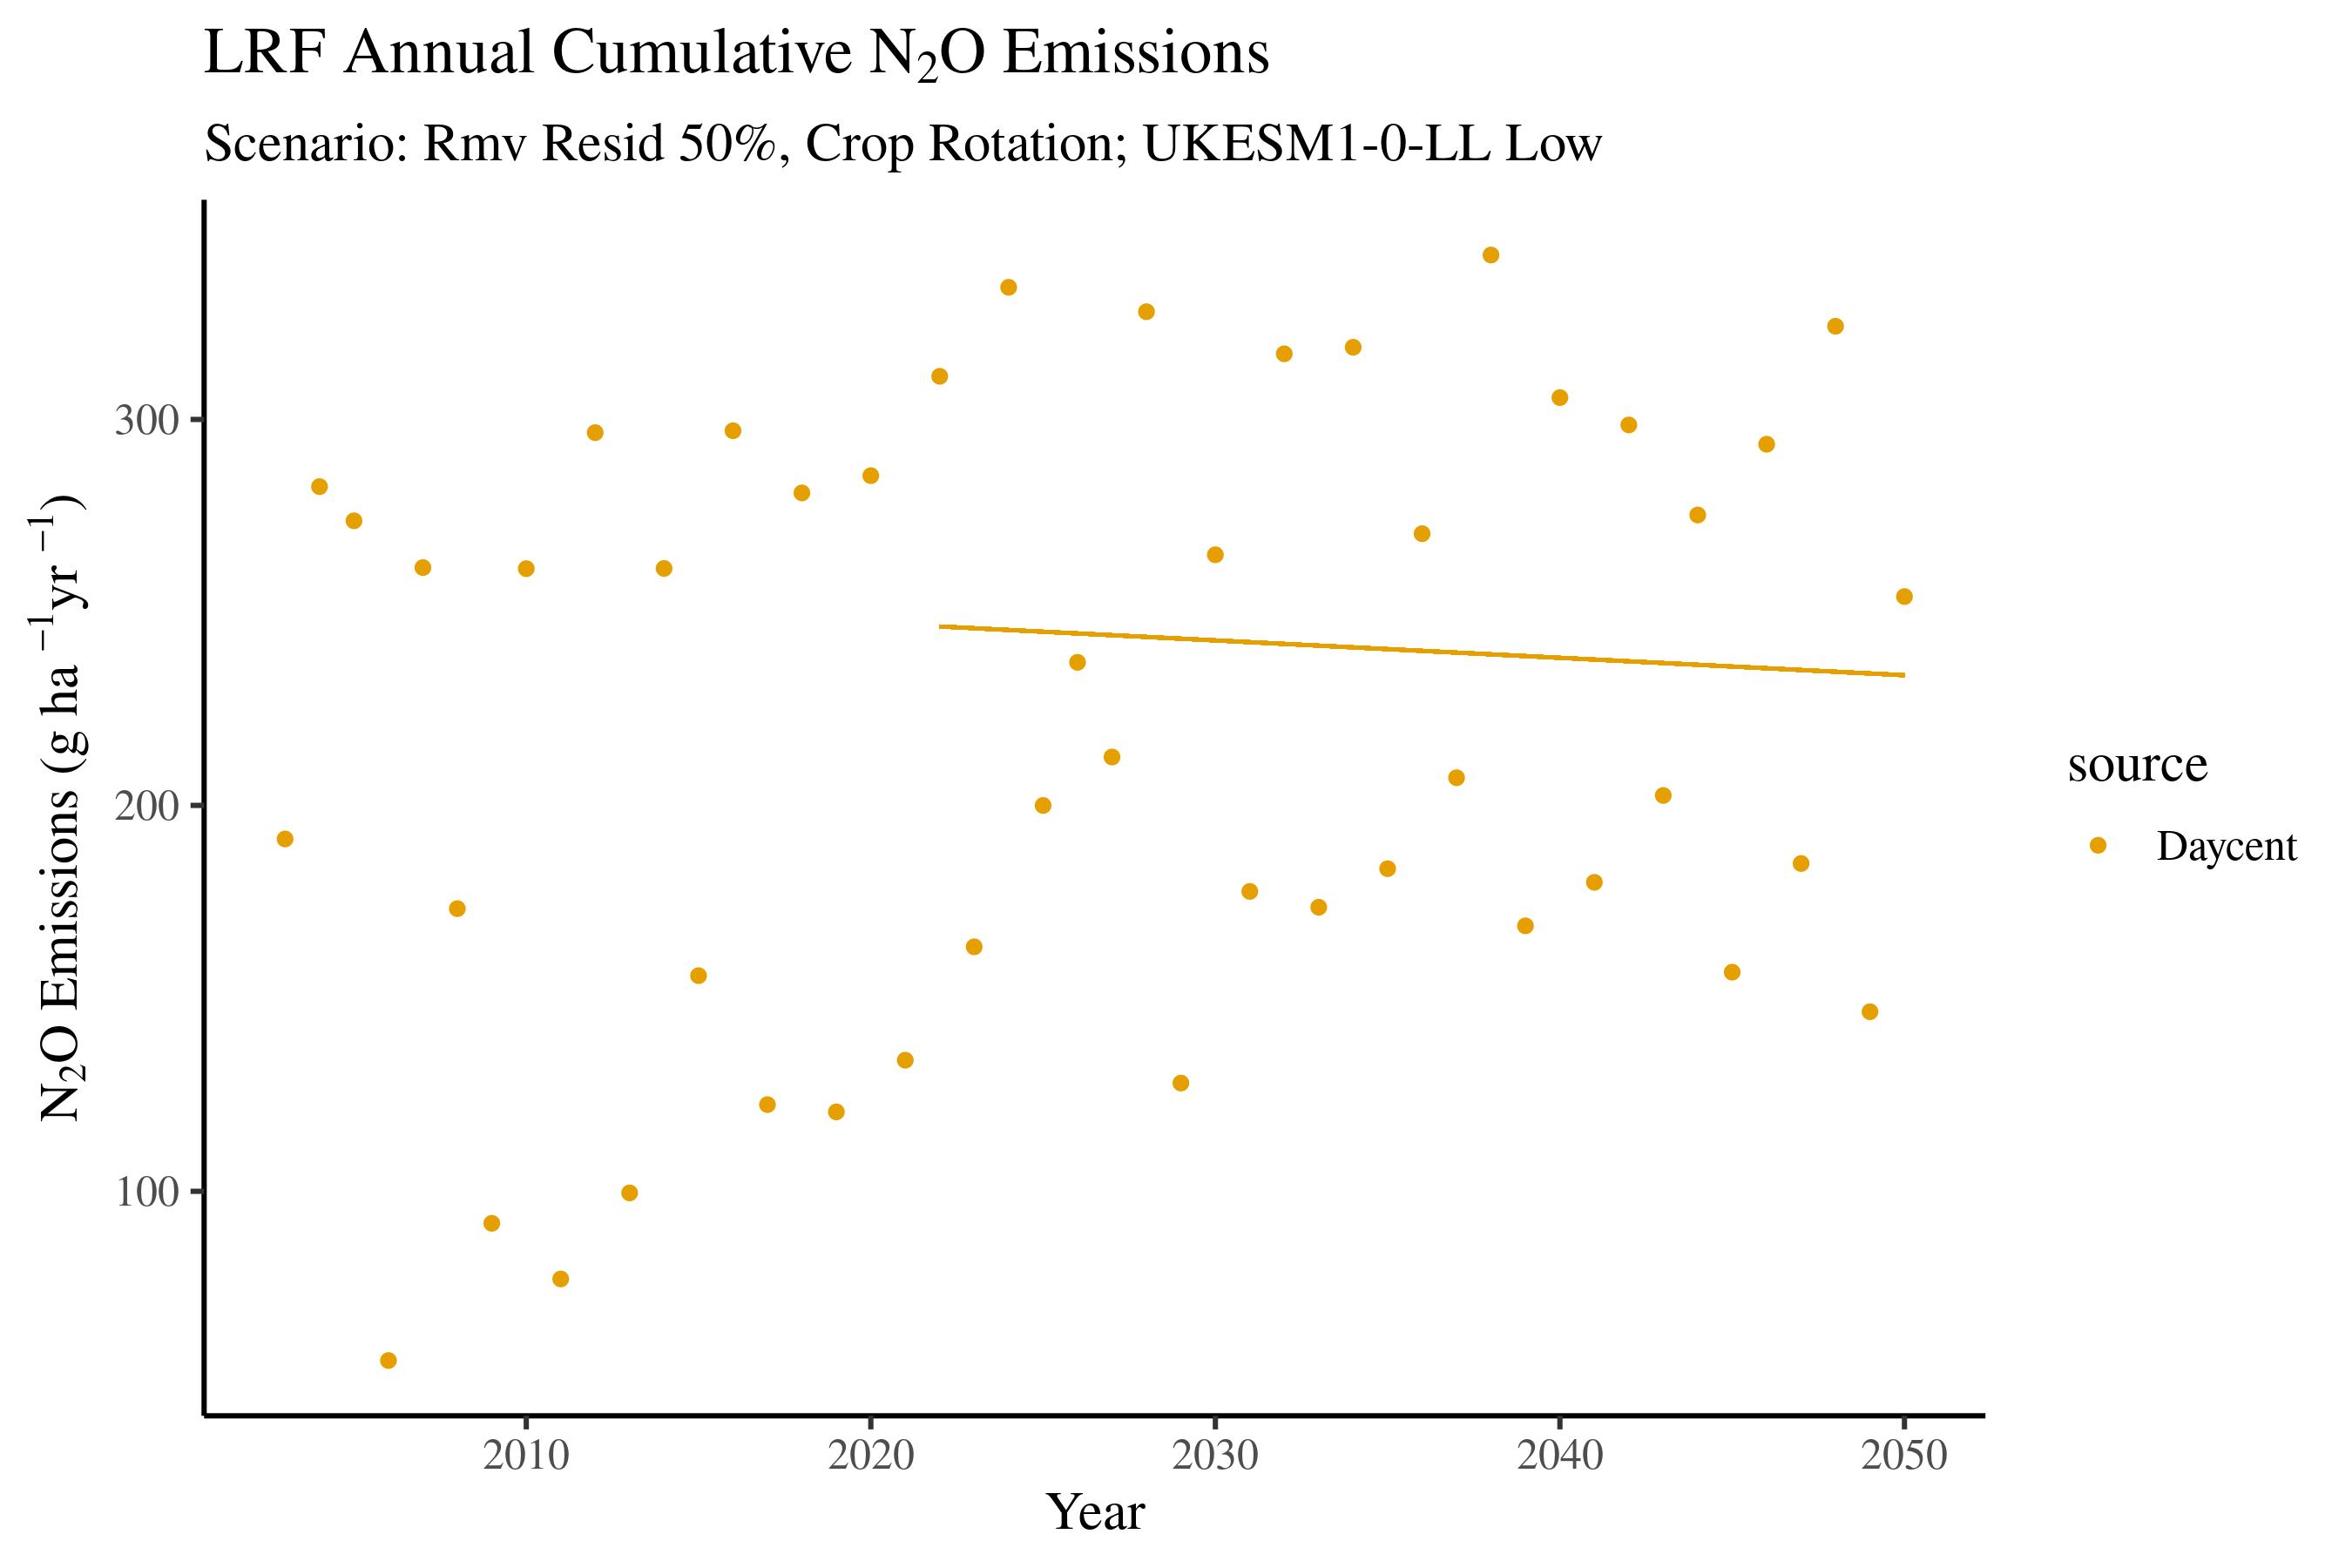 LRF Annual Cumulative N₂O Emissions
Scenario: Rmv Resid 50%, Crop Rotation; UKESM1-0-LL Low
N₂O Emissions (g ha⁻¹yr⁻¹)
300
200
100
2010 2020 2030 2040 2050
Year
source
Daycent